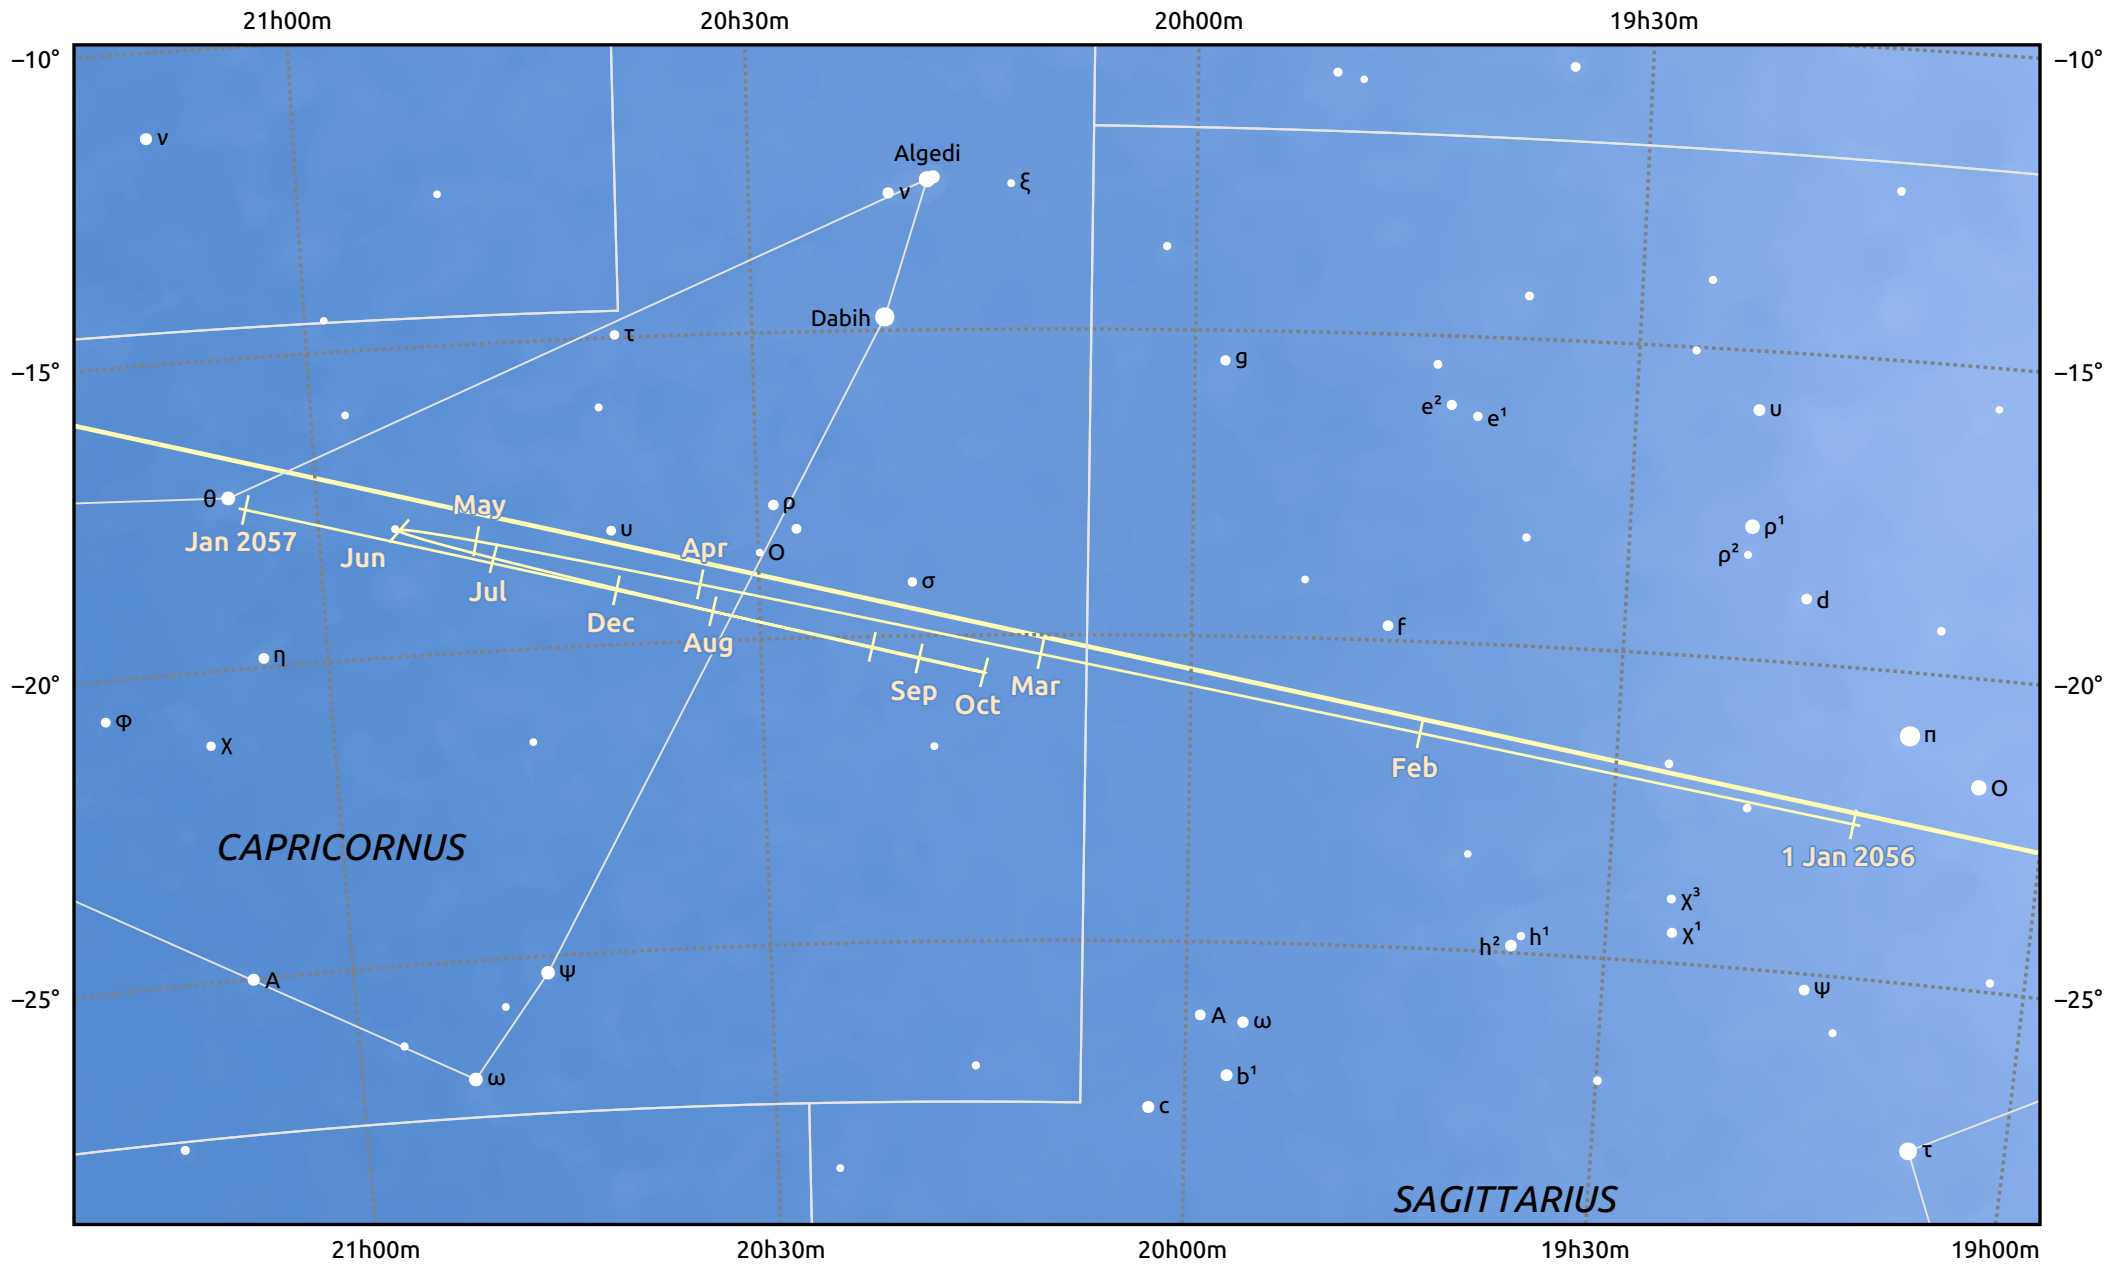 21h00m 20h30m 20h00m 19h30m
−10° −10°
ν
Algedi
ν ξ
Dabih
τ
g
−15° −15°
e² e¹ υ
θ May ρ
Jan 2057 Jun υ Apr O ρ¹
ρ²
Jul σ d
Dec Aug f
η
−20° Sep Oct Mar −20°
φ χ π
Feb O
CAPRICORNUS 1 Jan 2056
χ³
h² h¹ χ¹
A ψ ψ
−25° −25°
A ω
ω b¹
c
τ
SAGITTARIUS
21h00m 20h30m 20h00m 19h30m 19h00m